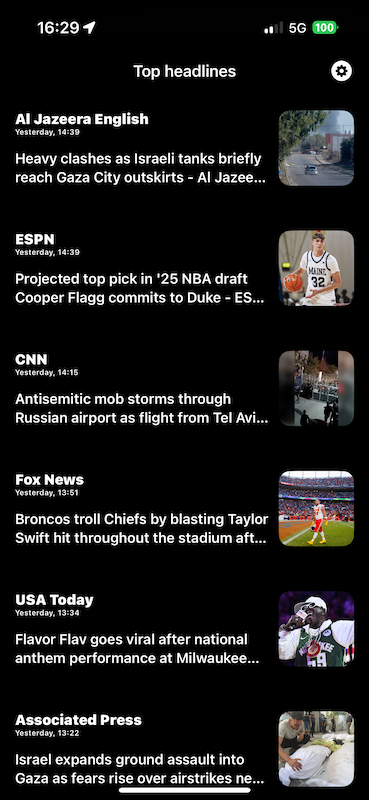 16:29 5G 100
Top headlines
Al Jazeera English
Yesterday, 14:39
Heavy clashes as Israeli tanks briefly
reach Gaza City outskirts - Al Jazee...
ESPN
Yesterday, 14:39
Projected top pick in '25 NBA draft
Cooper Flagg commits to Duke - ES...
MAINE
32
CNN
Yesterday, 14:15
Antisemitic mob storms through
Russian airport as flight from Tel Avi...
Fox News
Yesterday, 13:51
Broncos troll Chiefs by blasting Taylor
Swift hit throughout the stadium aft...
USA Today
Yesterday, 13:34
Flavor Flav goes viral after national
anthem performance at Milwaukee...
59
Associated Press
Yesterday, 13:22
Israel expands ground assault into
Gaza as fears rise over airstrikes ne...